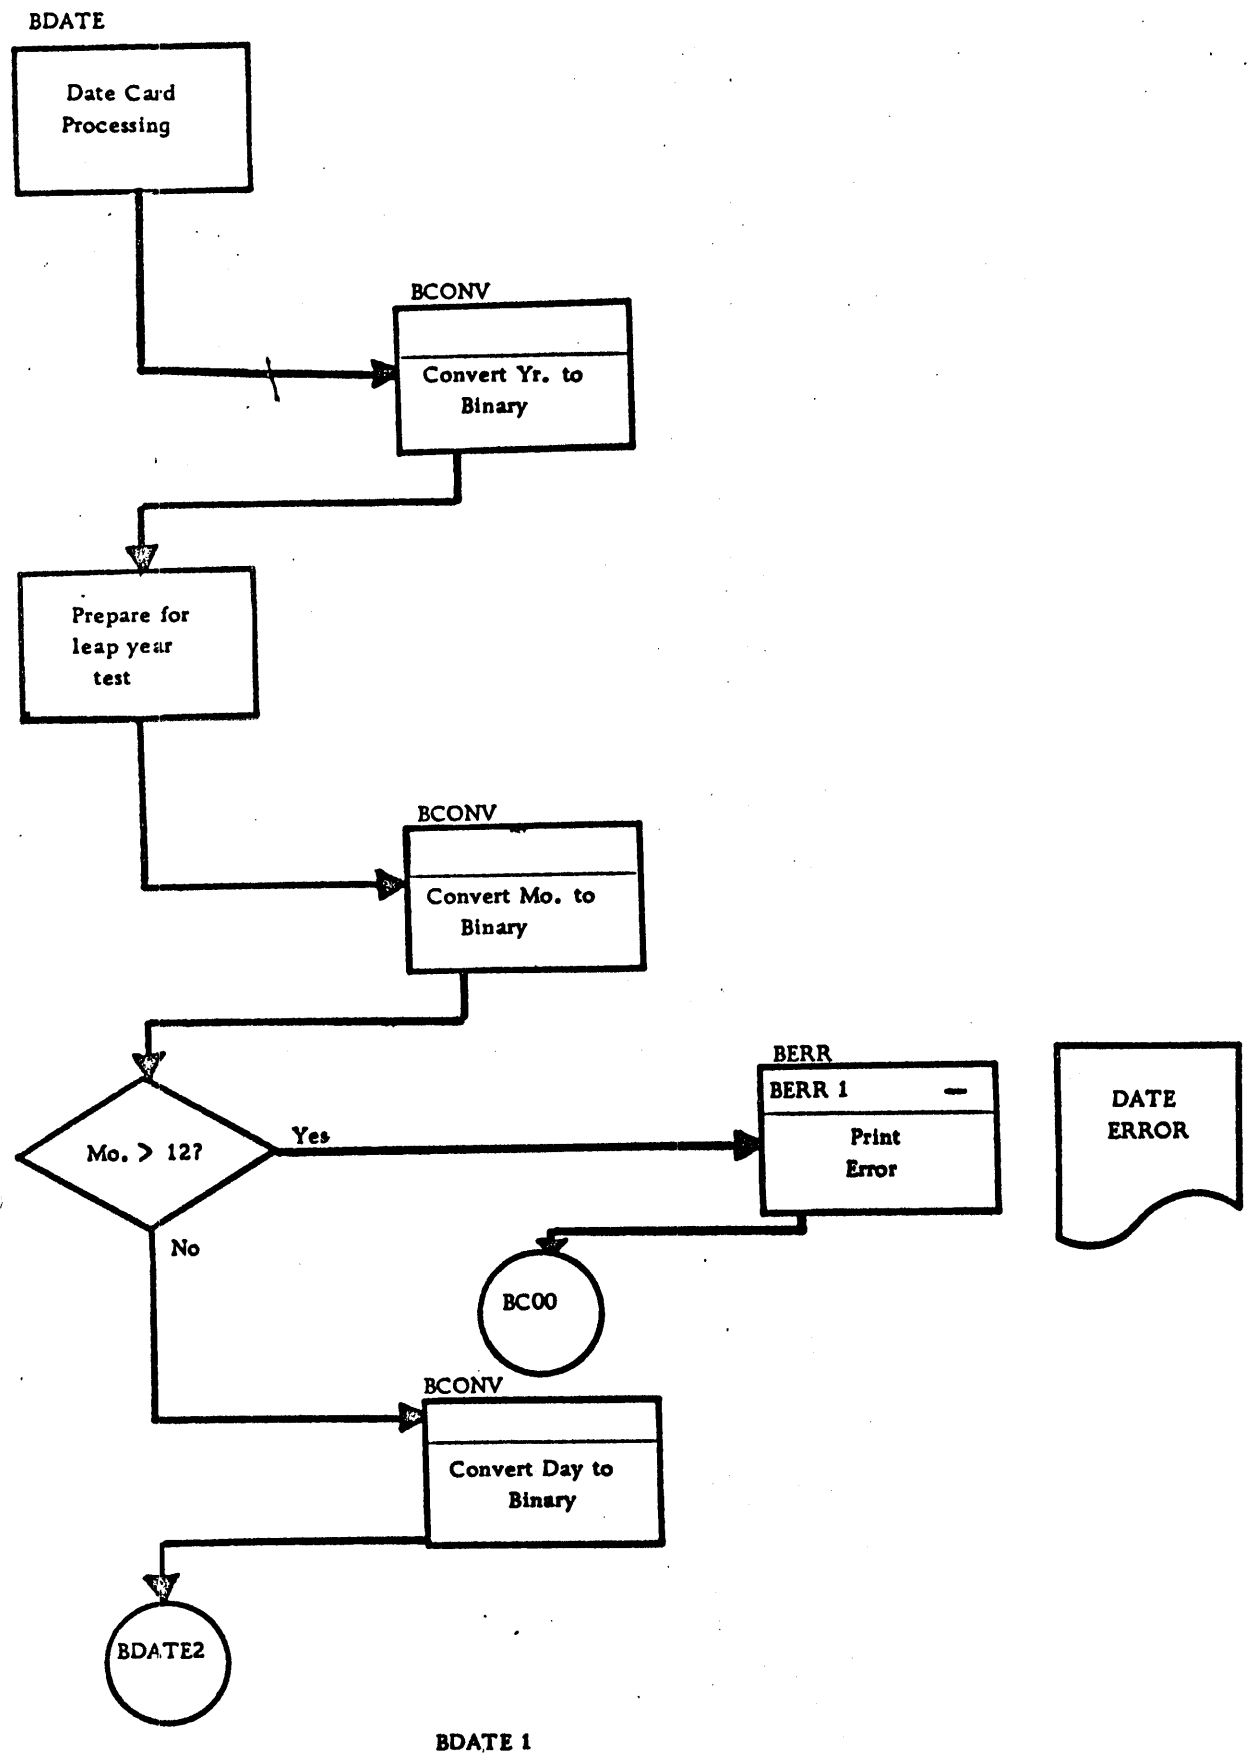 BDATE
Date Card
Processing
BCONV
Convert Yr. to
Binary
Prepare for
leap year
test
BCONV
Convert Mo. to
Binary
Mo. > 12?
Yes
No
BERR
BERR 1 —
Print
Error
DATE
ERROR
BC00
BCONV
Convert Day to
Binary
BDATE2
BDATE 1